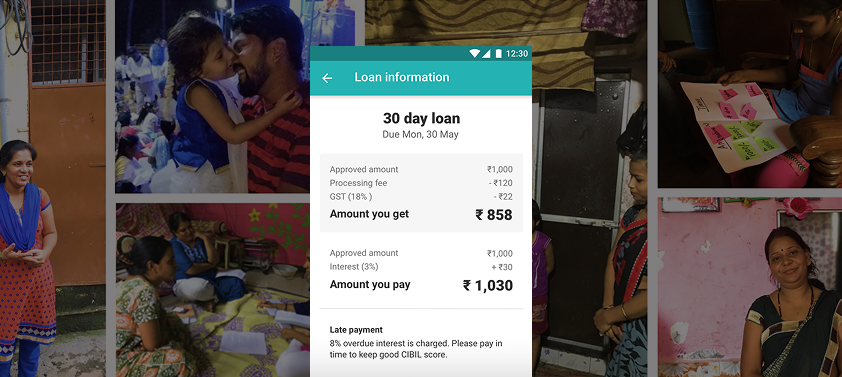 12:30
Loan information
30 day loan
Due Mon, 30 May
Approved amount ₹1,000
Processing fee - ₹120
GST (18% ) - ₹22
Amount you get ₹ 858
Approved amount ₹1,000
Interest (3%) + ₹30
Amount you pay ₹ 1,030
Late payment
8% overdue interest is charged. Please pay in
time to keep good CIBIL score.